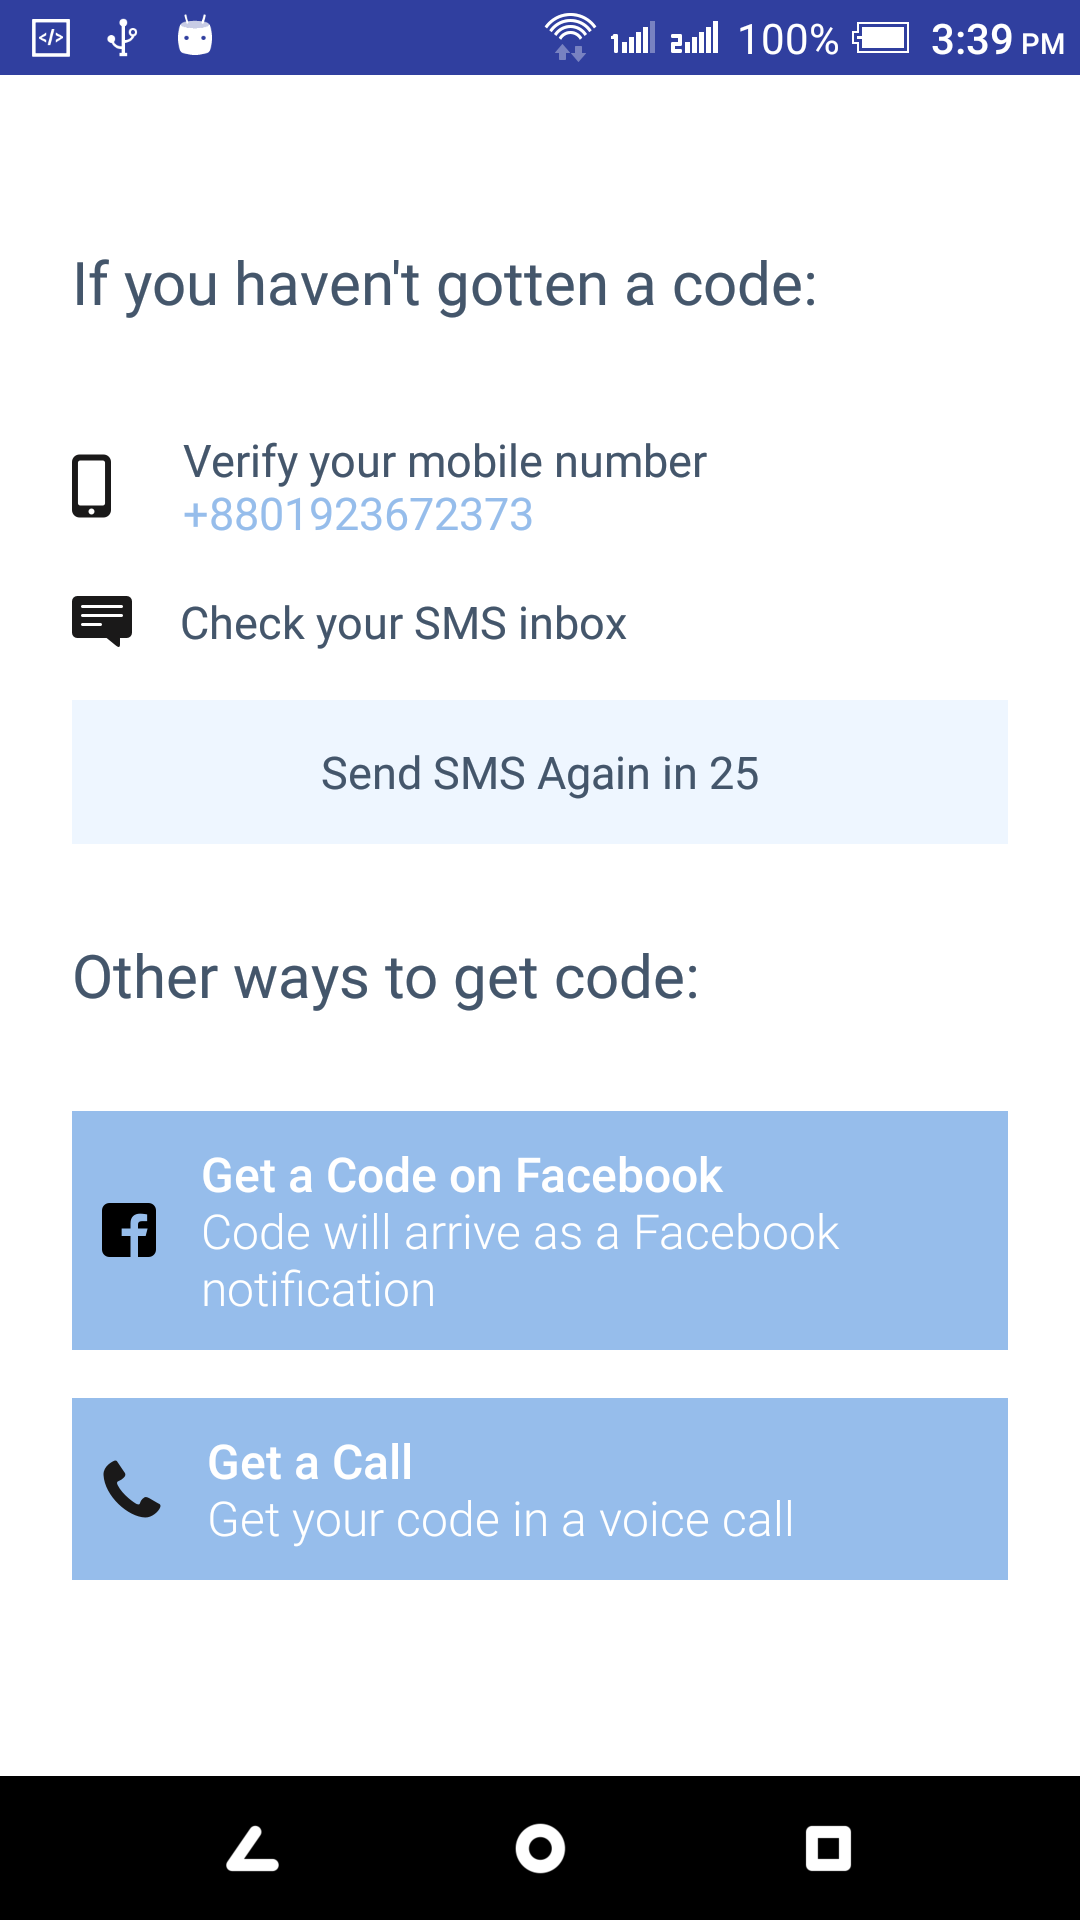 100% 3:39 PM
If you haven't gotten a code:
Verify your mobile number
+8801923672373
Check your SMS inbox
Send SMS Again in 25
Other ways to get code:
Get a Code on Facebook
Code will arrive as a Facebook
notification
Get a Call
Get your code in a voice call